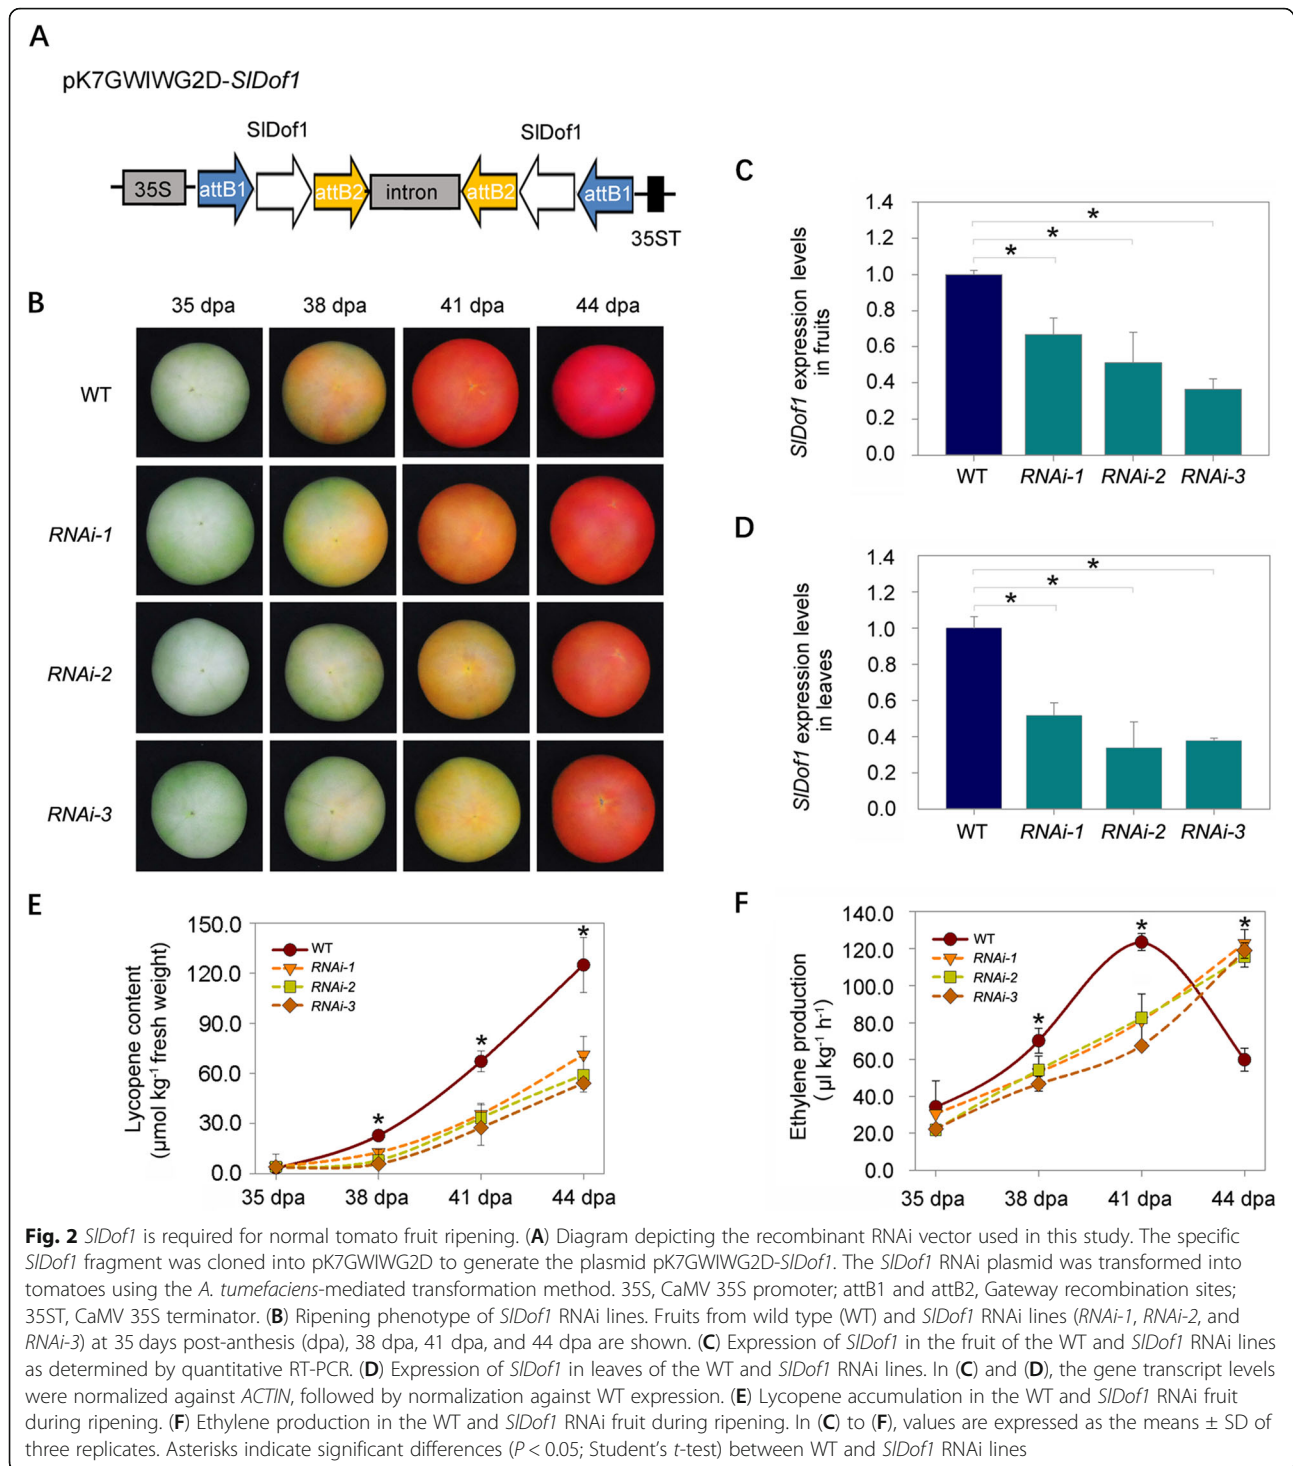 A
pK7GWIWG2D-SlDof1
SlDof1
SlDof1
35S
attB1
attB2
intron
attB2
attB1
35ST
B
35 dpa
38 dpa
41 dpa
44 dpa
WT
RNAi-1
RNAi-2
RNAi-3
C
SlDof1 expression levels
in fruits
1.4
1.2
1.0
0.8
0.6
0.4
0.2
0.0
*
*
*
WT
RNAi-1
RNAi-2
RNAi-3
D
SlDof1 expression levels
in leaves
1.4
1.2
1.0
0.8
0.6
0.4
0.2
0.0
*
*
*
WT
RNAi-1
RNAi-2
RNAi-3
E
Lycopene content
(µmol kg⁻¹ fresh weight)
150.0
120.0
90.0
60.0
30.0
0.0
WT
RNAi-1
RNAi-2
RNAi-3
*
*
*
35 dpa
38 dpa
41 dpa
44 dpa
F
Ethylene production
( µl kg⁻¹ h⁻¹)
140.0
120.0
100.0
80.0
60.0
40.0
20.0
0.0
WT
RNAi-1
RNAi-2
RNAi-3
*
*
*
35 dpa
38 dpa
41 dpa
44 dpa
Fig. 2 SlDof1 is required for normal tomato fruit ripening. (A) Diagram depicting the recombinant RNAi vector used in this study. The specific
SlDof1 fragment was cloned into pK7GWIWG2D to generate the plasmid pK7GWIWG2D-SlDof1. The SlDof1 RNAi plasmid was transformed into
tomatoes using the A. tumefaciens-mediated transformation method. 35S, CaMV 35S promoter; attB1 and attB2, Gateway recombination sites;
35ST, CaMV 35S terminator. (B) Ripening phenotype of SlDof1 RNAi lines. Fruits from wild type (WT) and SlDof1 RNAi lines (RNAi-1, RNAi-2, and
RNAi-3) at 35 days post-anthesis (dpa), 38 dpa, 41 dpa, and 44 dpa are shown. (C) Expression of SlDof1 in the fruit of the WT and SlDof1 RNAi lines
as determined by quantitative RT-PCR. (D) Expression of SlDof1 in leaves of the WT and SlDof1 RNAi lines. In (C) and (D), the gene transcript levels
were normalized against ACTIN, followed by normalization against WT expression. (E) Lycopene accumulation in the WT and SlDof1 RNAi fruit
during ripening. (F) Ethylene production in the WT and SlDof1 RNAi fruit during ripening. In (C) to (F), values are expressed as the means ± SD of
three replicates. Asterisks indicate significant differences (P < 0.05; Student's t-test) between WT and SlDof1 RNAi lines